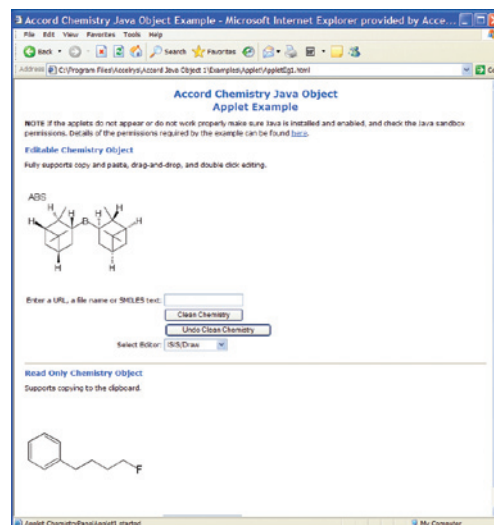 Accord Chemistry Java Object Example - Microsoft Internet Explorer provided by Acce...
File Edit View Favorites Tools Help
Back Search Favorites
Address C:\Program Files\Accelrys\Accord Java Object 1\Examples\Applet\AppletEg1.html
Accord Chemistry Java Object
Applet Example
NOTE If the applets do not appear or do not work properly make sure Java is installed and enabled, and check the Java sandbox
permissions. Details of the permissions required by the example can be found here.
Editable Chemistry Object
Fully supports copy and paste, drag-and-drop, and double click editing.
ABS
H H H
H B H
H H
Enter a URL, a file name or SMILES text:
Clean Chemistry
Undo Clean Chemistry
Select Editor: ISIS/Draw
Read Only Chemistry Object
Supports copying to the clipboard.
F
Applet ChemistryPanelApplet1 started
My Computer